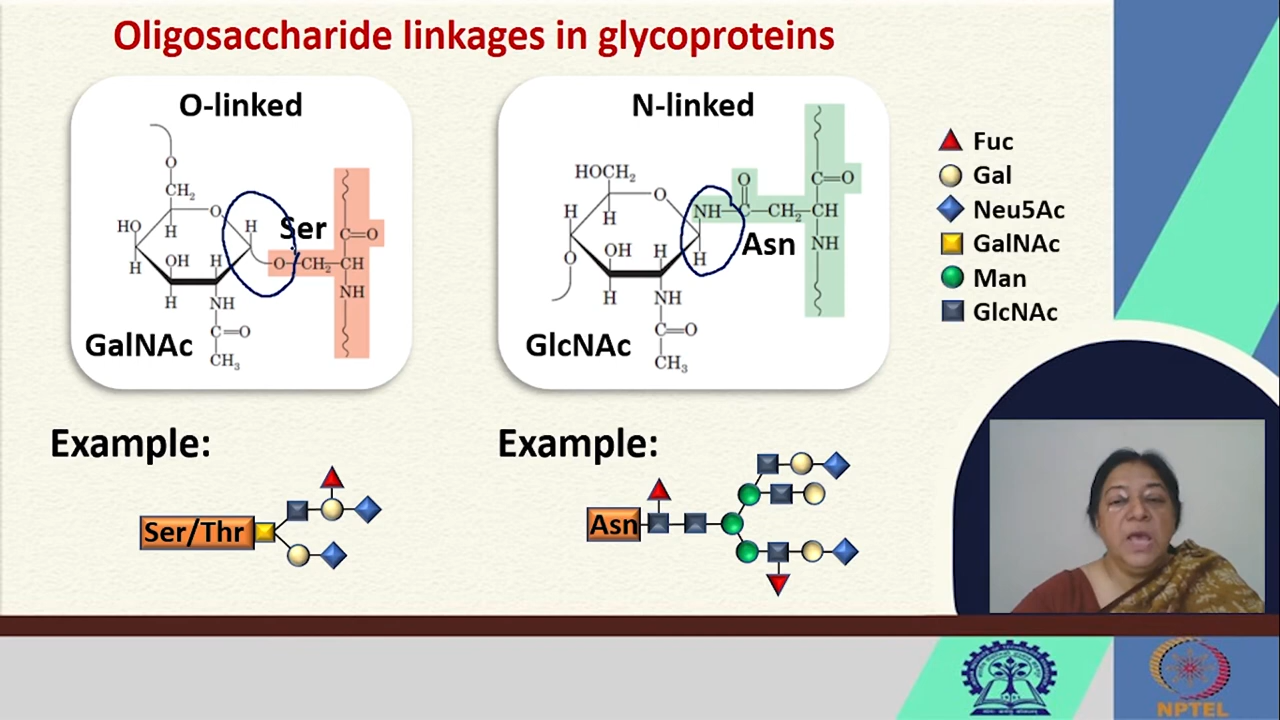 Oligosaccharide linkages in glycoproteins
O-linked
O
CH2
HO
H
O
H
Ser
C=O
H
OH
H
O
CH2
CH
H
NH
NH
C=O
GalNAc
CH3
N-linked
HOCH2
O
O
C=O
H
H
NH
C
CH2
CH
OH
H
H
Asn
NH
O
H
NH
C=O
GlcNAc
CH3
Fuc
Gal
Neu5Ac
GalNAc
Man
GlcNAc
Example:
Ser/Thr
Example:
Asn
NPTEL